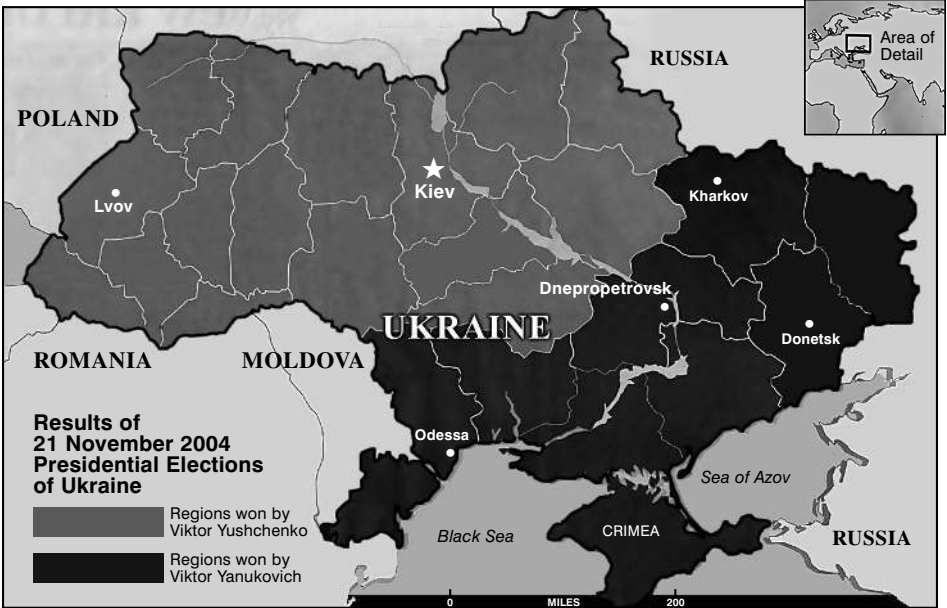 Area of
Detail
RUSSIA
POLAND
Kiev
Lvov
Kharkov
Dnepropetrovsk
UKRAINE
Donetsk
ROMANIA
MOLDOVA
Results of
21 November 2004
Presidential Elections
of Ukraine
Odessa
Sea of Azov
Regions won by
Viktor Yushchenko
Black Sea
CRIMEA
RUSSIA
Regions won by
Viktor Yanukovich
0
MILES
200